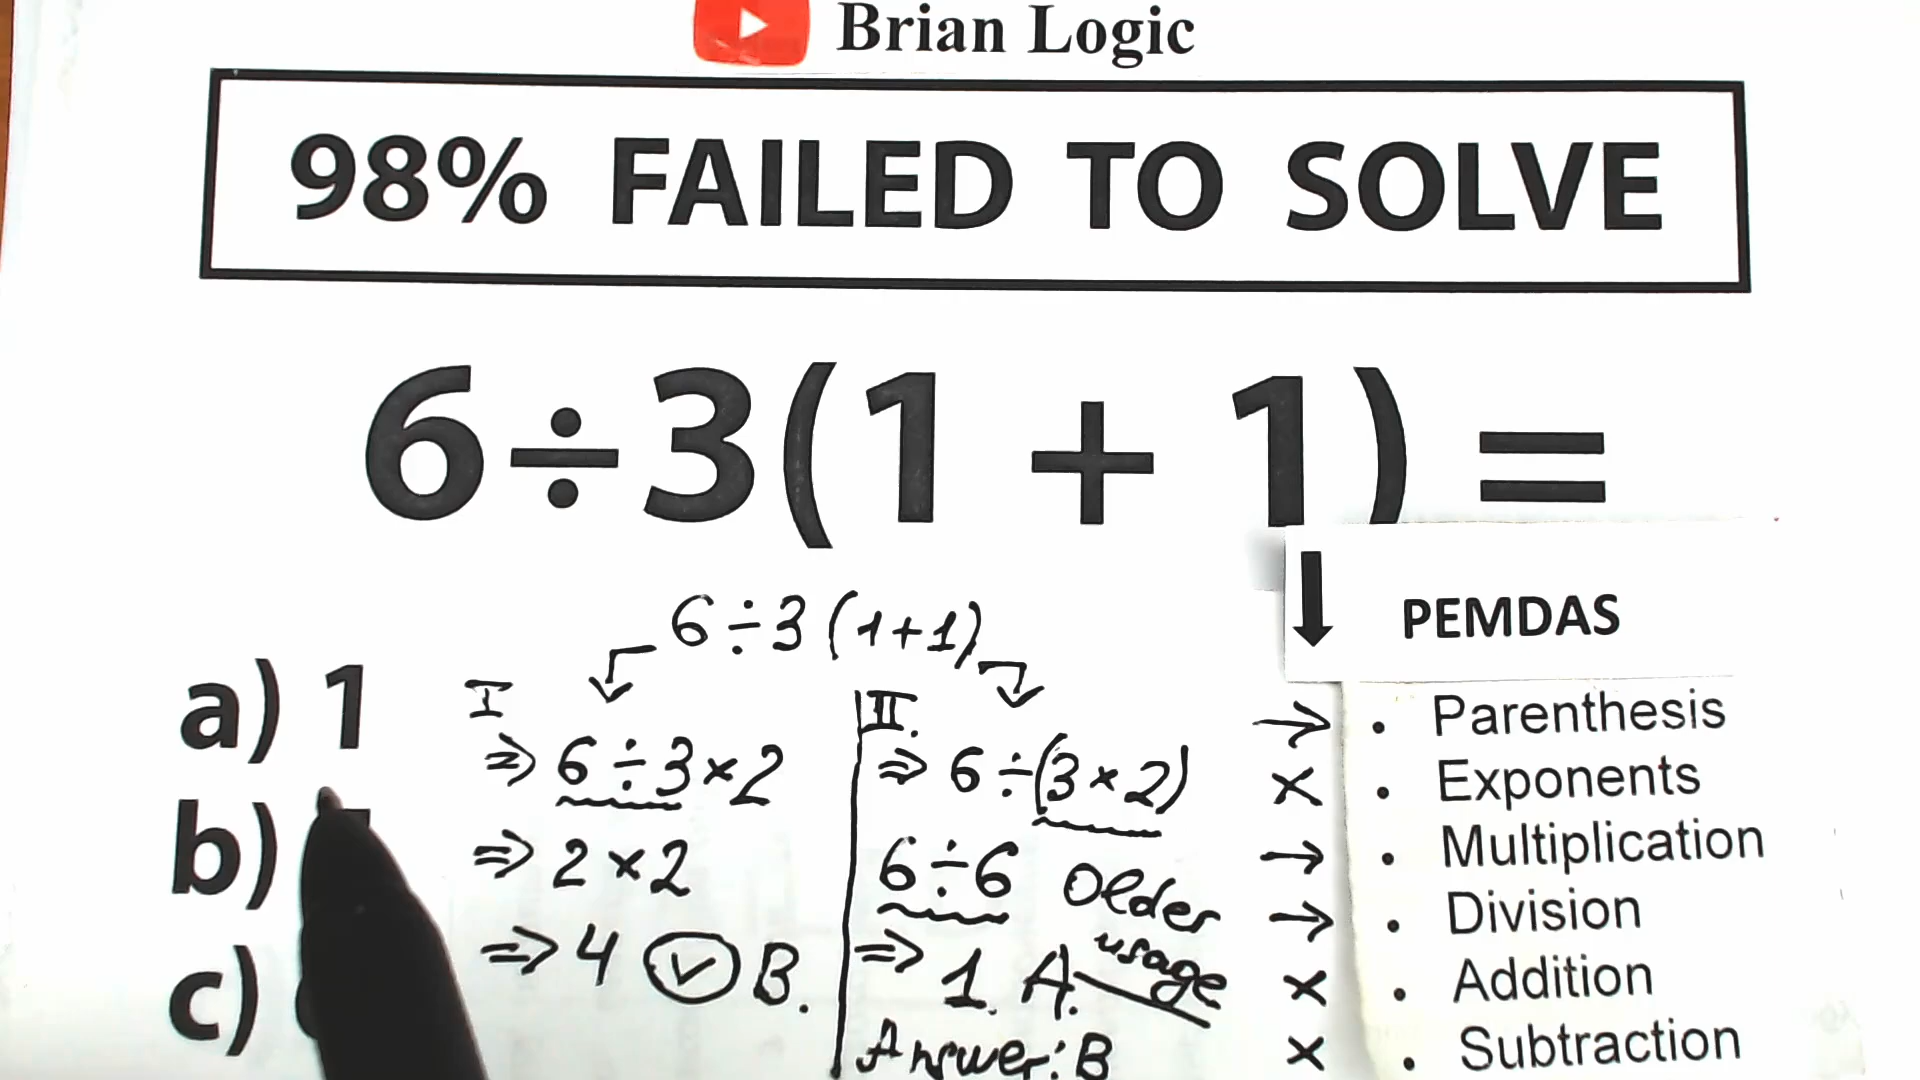 Brian Logic
98% FAILED TO SOLVE
6÷3(1 + 1) =
6÷3(1+1)
a) 1
b)
c)
I
⇒ 6÷3×2
⇒ 2×2
⇒ 4 ✓ B.
II.
⇒ 6÷(3×2)
6÷6 Older usage
⇒ 1. A.
Answer: B
↓ PEMDAS
→ • Parenthesis
× • Exponents
→ • Multiplication
→ • Division
× • Addition
× • Subtraction